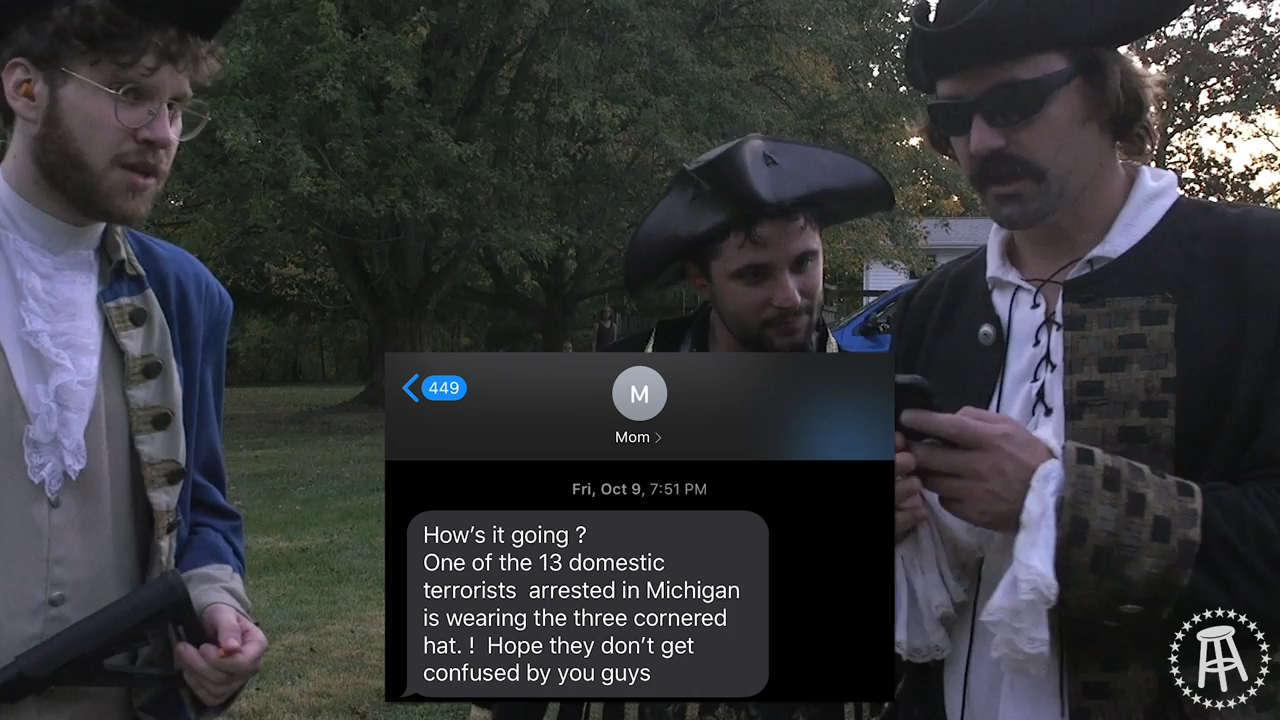 449
M
Mom
Fri, Oct 9, 7:51 PM
How’s it going ?
One of the 13 domestic
terrorists  arrested in Michigan
is wearing the three cornered
hat. !  Hope they don’t get
confused by you guys